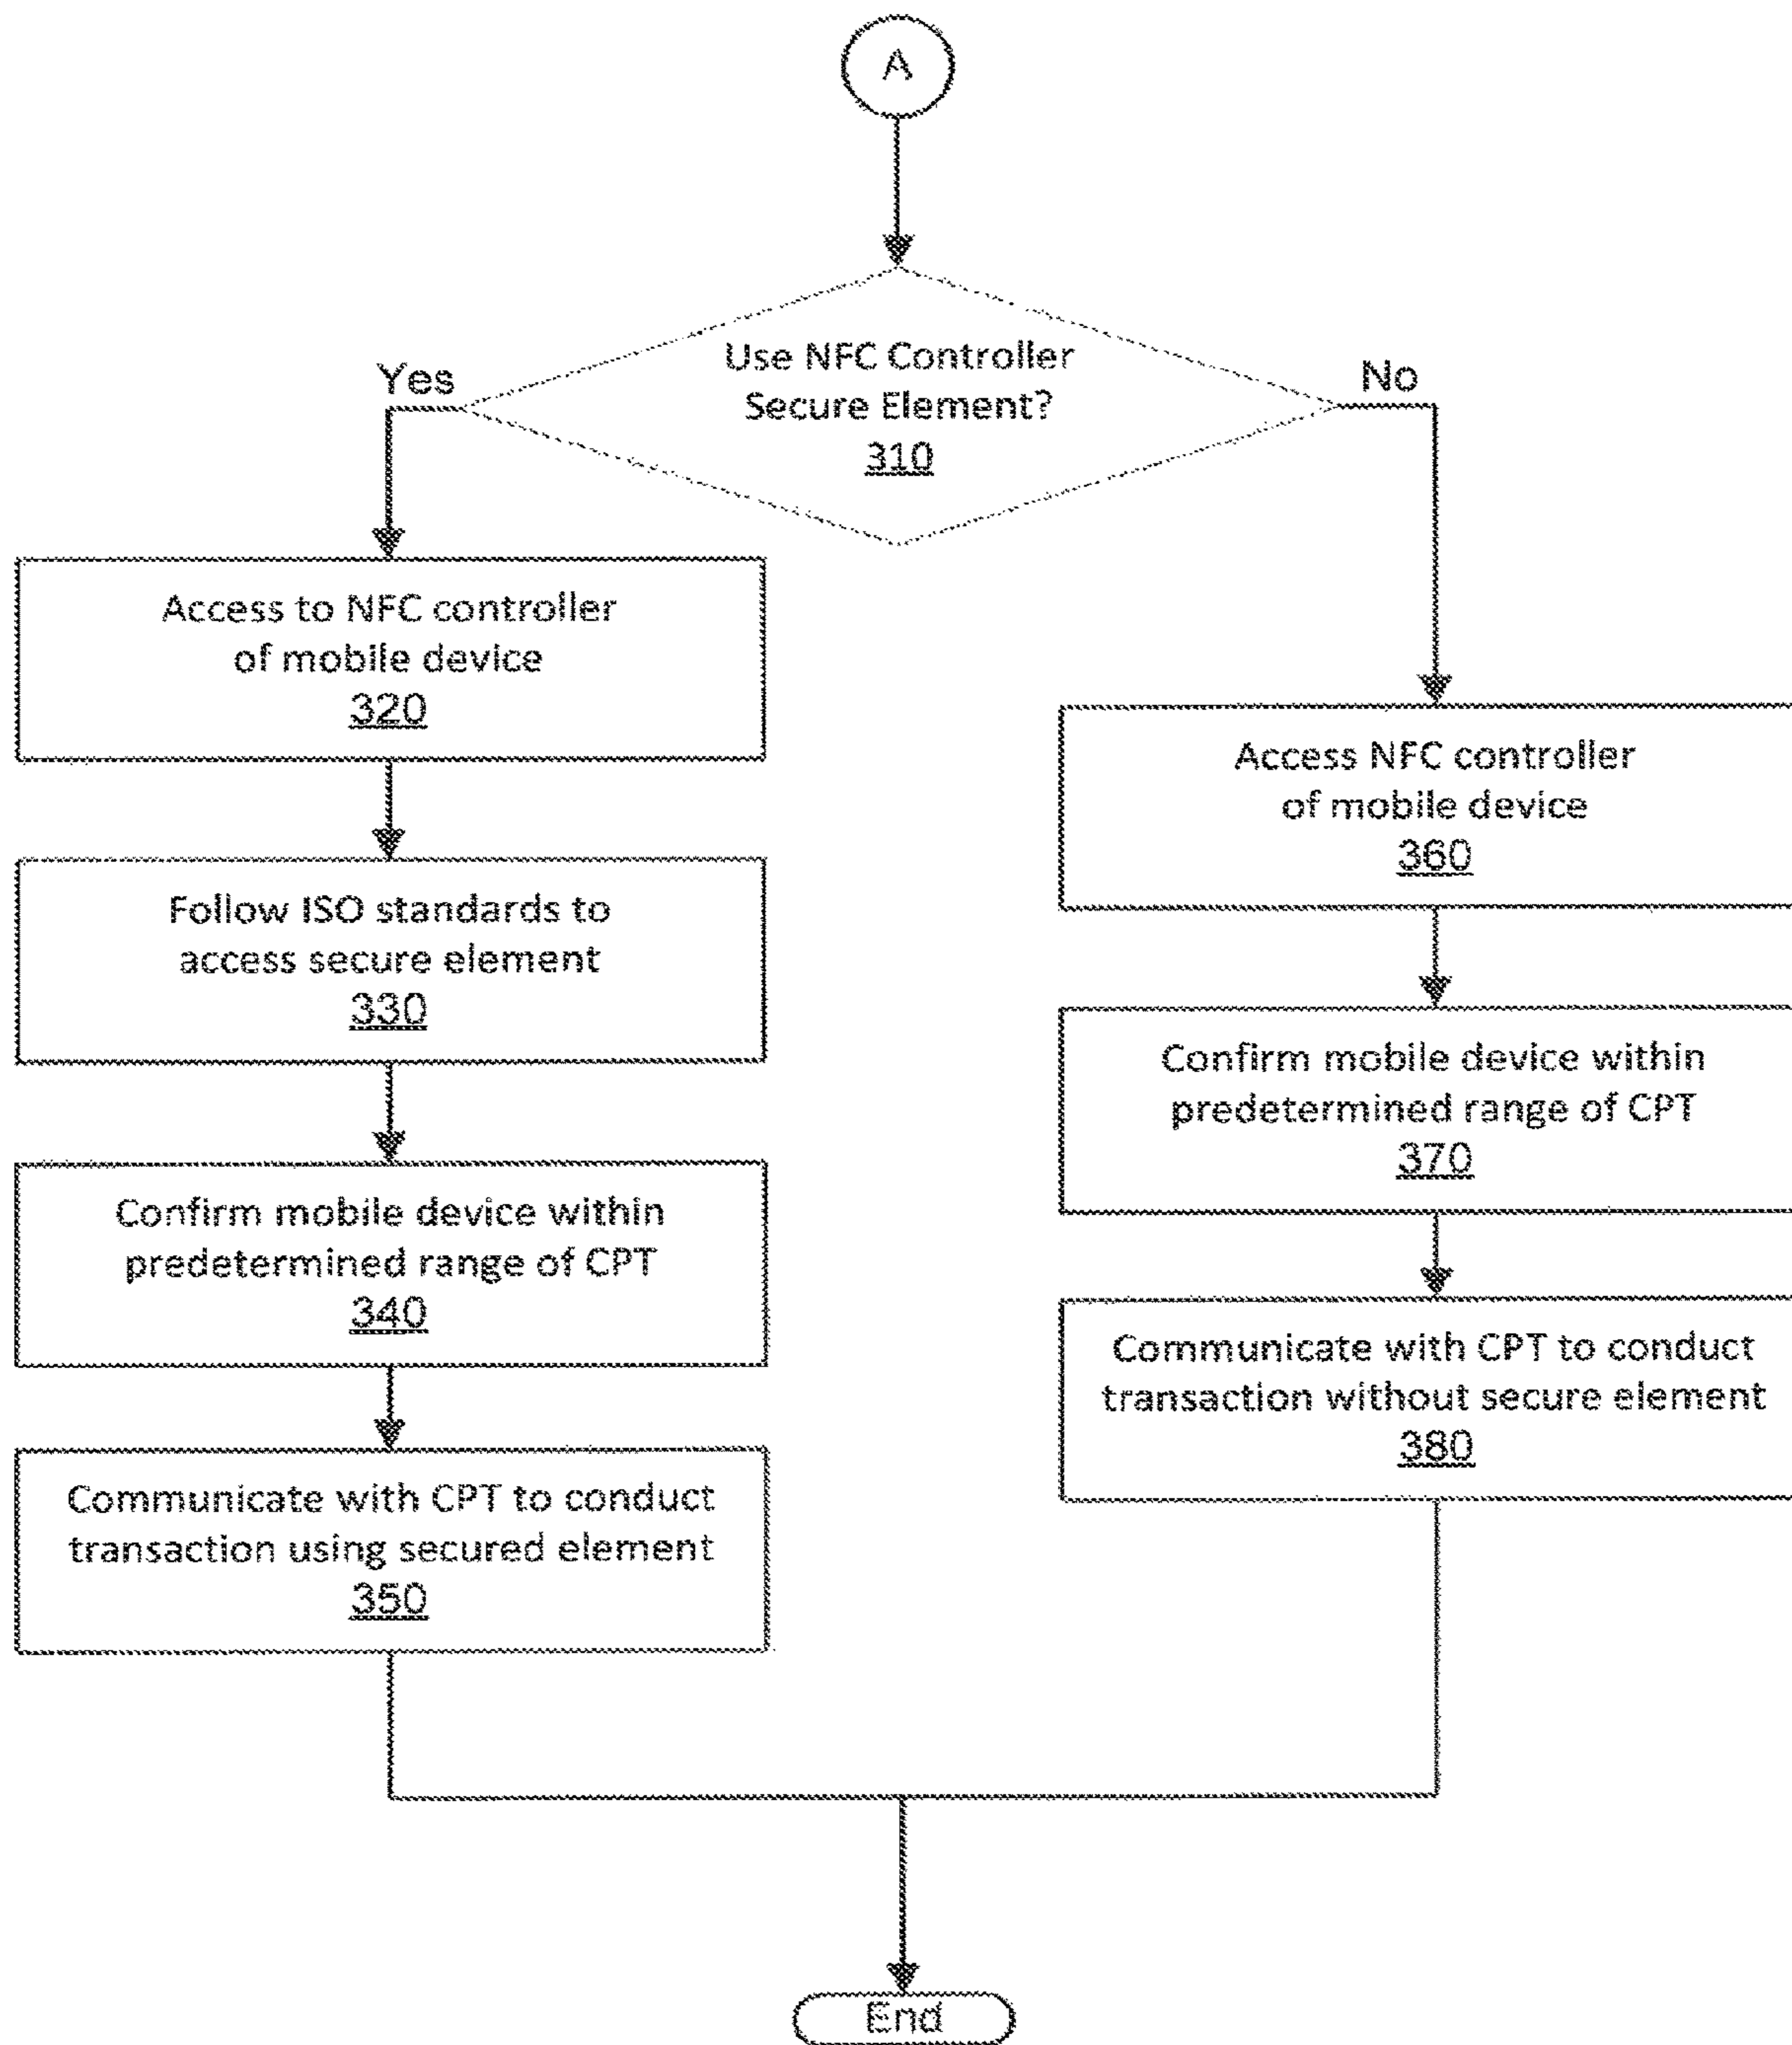 A
Use NFC Controller
Secure Element?
310
Yes
No
Access to NFC controller
of mobile device
320
Follow ISO standards to
access secure element
330
Confirm mobile device within
predetermined range of CPT
340
Communicate with CPT to conduct
transaction using secured element
350
Access NFC controller
of mobile device
360
Confirm mobile device within
predetermined range of CPT
370
Communicate with CPT to conduct
transaction without secure element
380
End